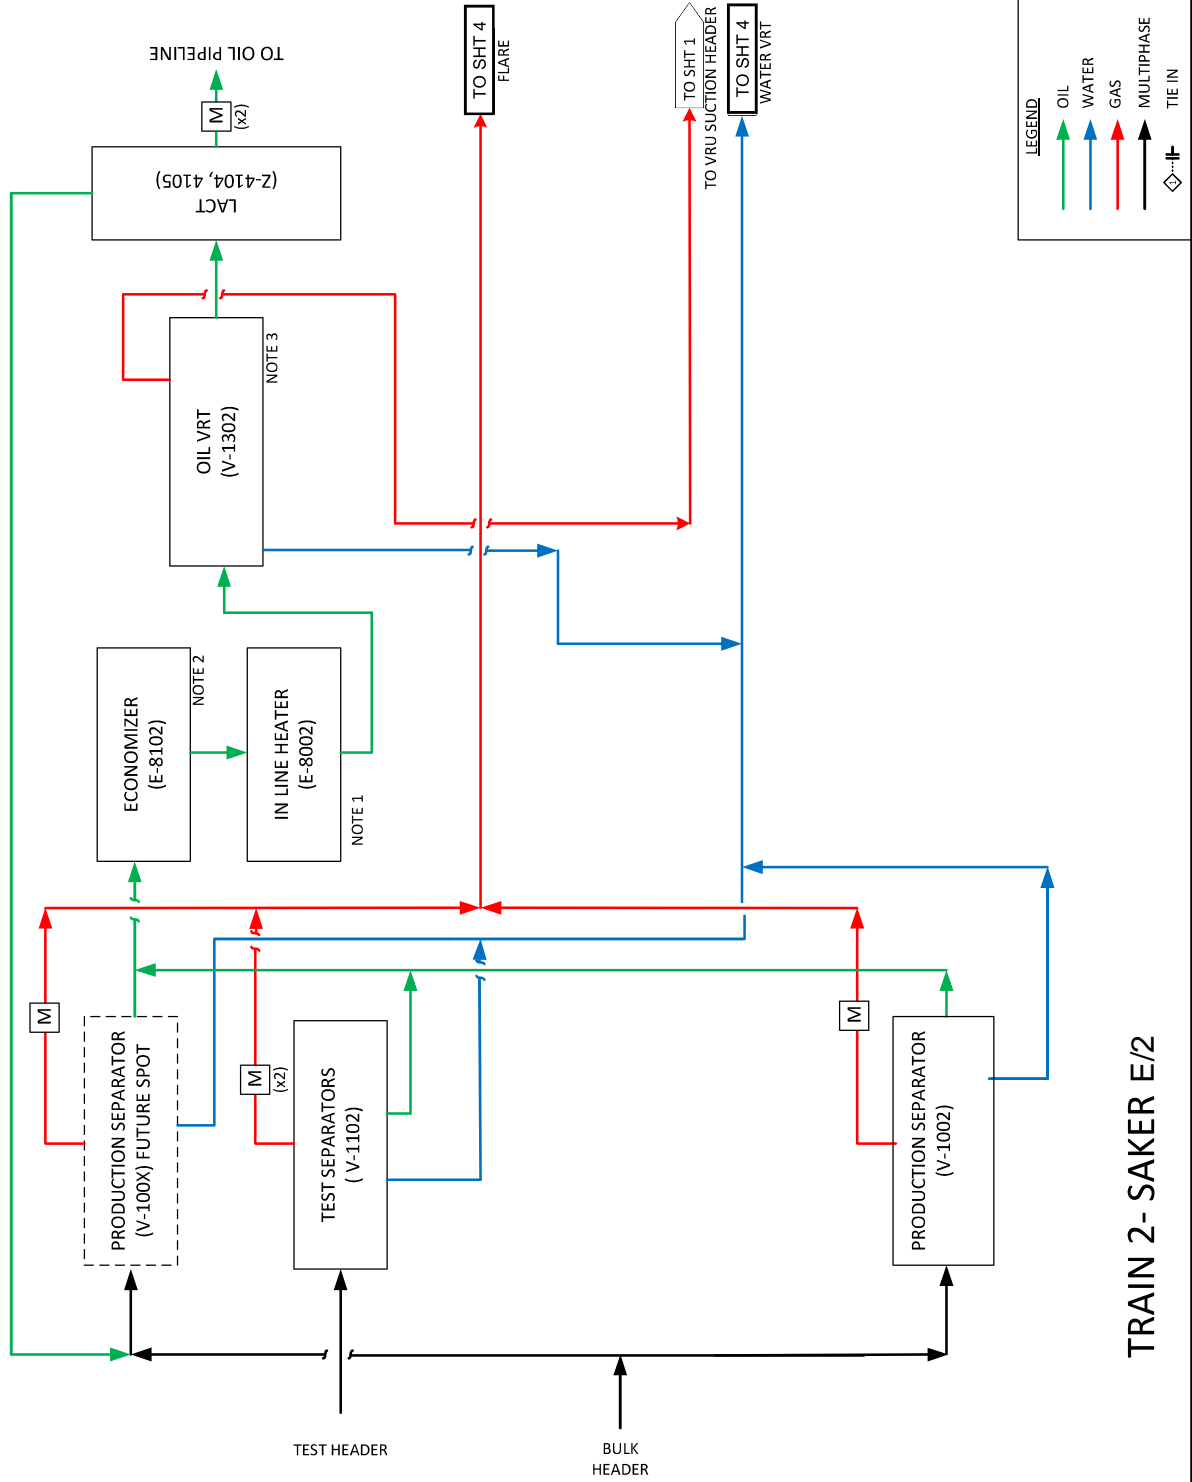 TO OIL PIPELINE
M
(x2)
LACT
(Z-4104, 4105)
TO SHT 4
FLARE
TO SHT 1
TO VRU SUCTION HEADER
TO SHT 4
WATER VRT
LEGEND
OIL
WATER
GAS
MULTIPHASE
1
TIE IN
OIL VRT
(V-1302)
NOTE 3
ECONOMIZER
(E-8102)
NOTE 2
IN LINE HEATER
(E-8002)
NOTE 1
M
PRODUCTION SEPARATOR
(V-100X) FUTURE SPOT
M
(x2)
TEST SEPARATORS
( V-1102)
M
PRODUCTION SEPARATOR
(V-1002)
TEST HEADER
BULK
HEADER
TRAIN 2- SAKER E/2